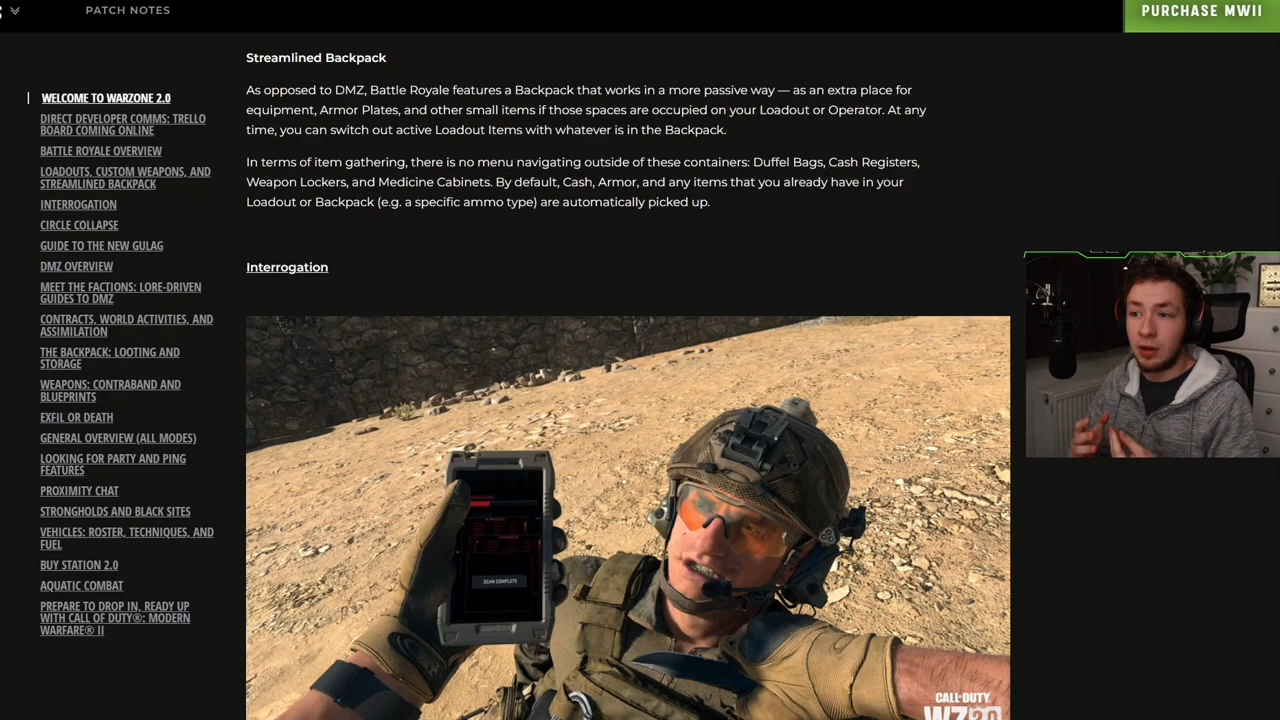 PATCH NOTES
PURCHASE MWII
WELCOME TO WARZONE 2.0
DIRECT DEVELOPER COMMS: TRELLO
BOARD COMING ONLINE
BATTLE ROYALE OVERVIEW
LOADOUTS, CUSTOM WEAPONS, AND
STREAMLINED BACKPACK
INTERROGATION
CIRCLE COLLAPSE
GUIDE TO THE NEW GULAG
DMZ OVERVIEW
MEET THE FACTIONS: LORE-DRIVEN
GUIDES TO DMZ
CONTRACTS, WORLD ACTIVITIES, AND
ASSIMILATION
THE BACKPACK: LOOTING AND
STORAGE
WEAPONS: CONTRABAND AND
BLUEPRINTS
EXFIL OR DEATH
GENERAL OVERVIEW (ALL MODES)
LOOKING FOR PARTY AND PING
FEATURES
PROXIMITY CHAT
STRONGHOLDS AND BLACK SITES
VEHICLES: ROSTER, TECHNIQUES, AND
FUEL
BUY STATION 2.0
AQUATIC COMBAT
PREPARE TO DROP IN, READY UP
WITH CALL OF DUTY®: MODERN
WARFARE® II
Streamlined Backpack
As opposed to DMZ, Battle Royale features a Backpack that works in a more passive way — as an extra place for
equipment, Armor Plates, and other small items if those spaces are occupied on your Loadout or Operator. At any
time, you can switch out active Loadout Items with whatever is in the Backpack.
In terms of item gathering, there is no menu navigating outside of these containers: Duffel Bags, Cash Registers,
Weapon Lockers, and Medicine Cabinets. By default, Cash, Armor, and any items that you already have in your
Loadout or Backpack (e.g. a specific ammo type) are automatically picked up.
Interrogation
SCAN COMPLETE
CALL·DUTY
WZ 2.0